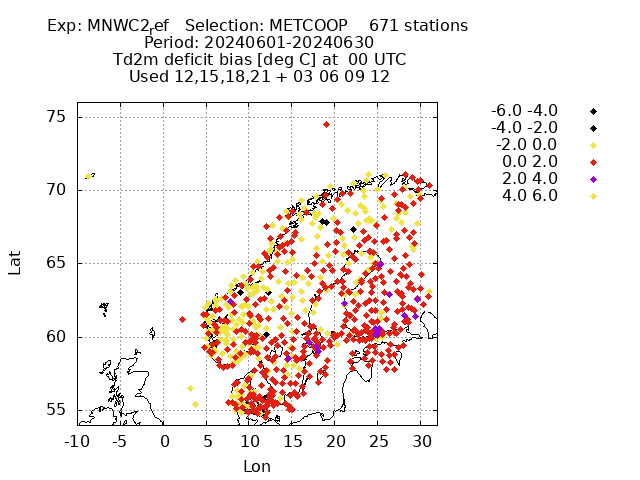 Exp: MNWC2ref   Selection: METCOOP    671 stations
Period: 20240601-20240630
Td2m deficit bias [deg C] at  00 UTC
Used 12,15,18,21 + 03 06 09 12
-6.0 -4.0
-4.0 -2.0
-2.0 0.0
0.0 2.0
2.0 4.0
4.0 6.0
75
70
65
60
55
Lat
-10 -5 0 5 10 15 20 25 30
Lon